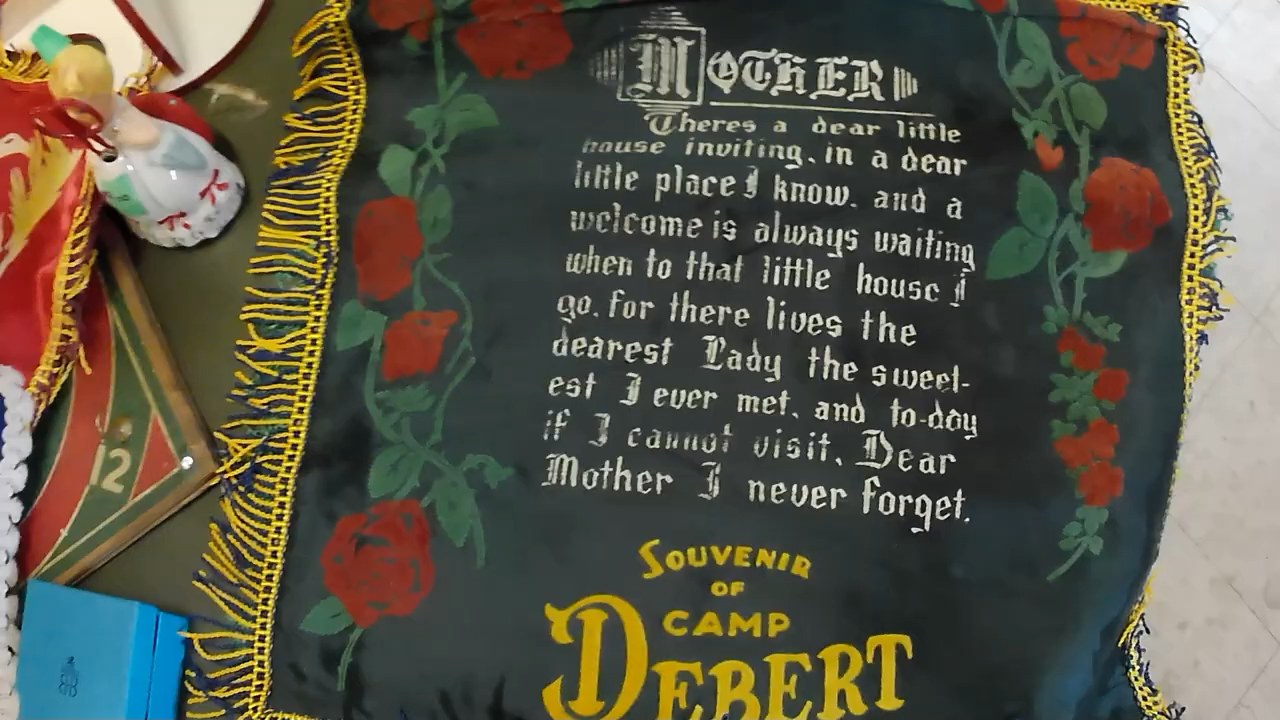 MOTHER
Theres a dear little
house inviting, in a dear
little place I know, and a
welcome is always waiting
when to that little house I
go, for there lives the
dearest Lady the sweet-
est I ever met, and to-day
if I cannot visit, Dear
Mother I never forget.
SOUVENIR
OF
CAMP
DEBERT
12